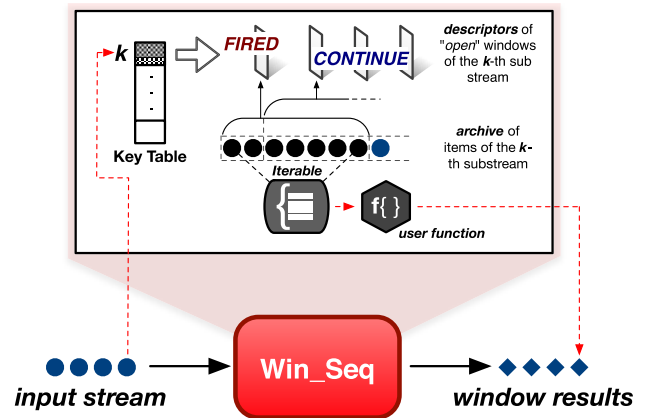 k
FIRED
CONTINUE
descriptors of
"open" windows
of the k-th sub
stream
Key Table
archive of
items of the k-
th substream
Iterable
{
f{ }
user function
Win_Seq
input stream
window results